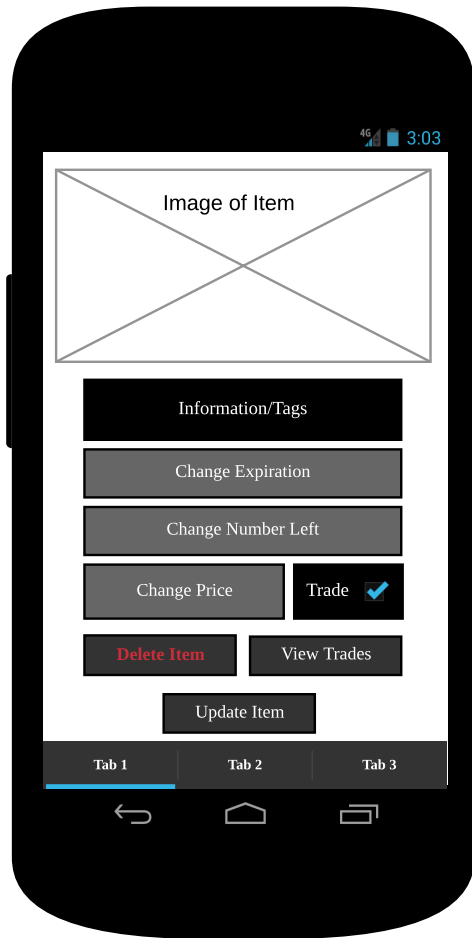 4G 3:03
Image of Item
Information/Tags
Change Expiration
Change Number Left
Change Price Trade
Delete Item View Trades
Update Item
Tab 1 Tab 2 Tab 3